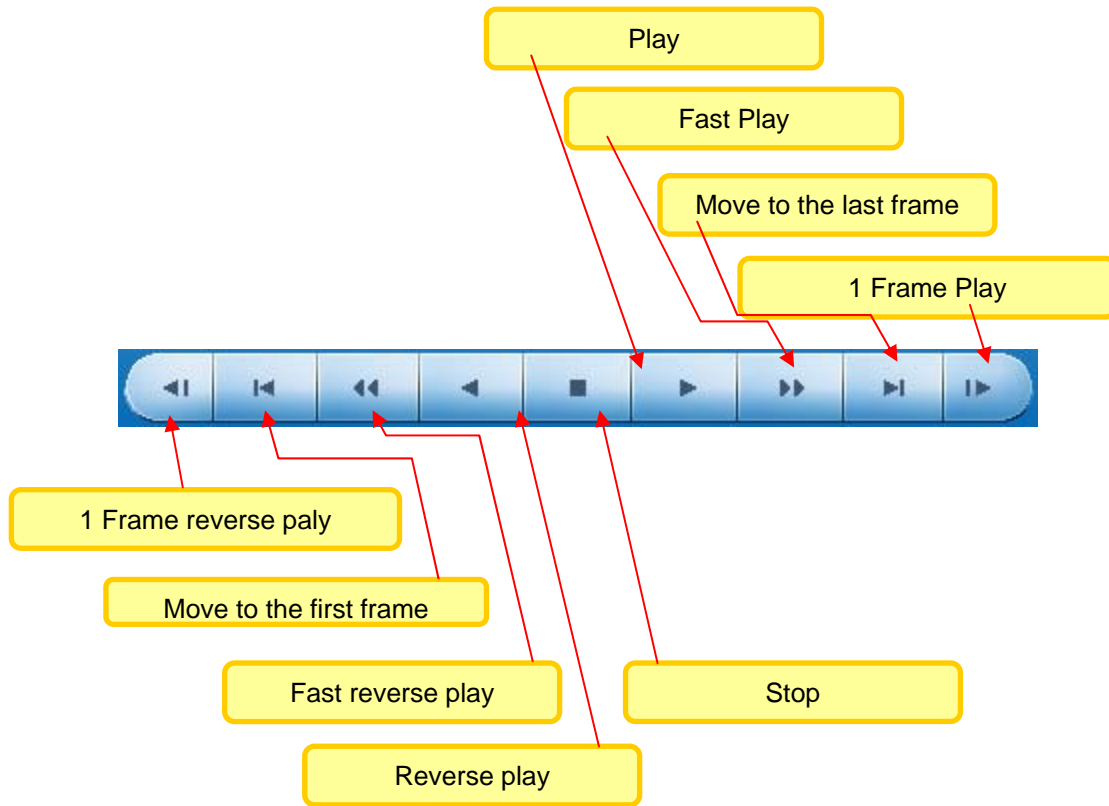 Play
Fast Play
Move to the last frame
1 Frame Play
1 Frame reverse paly
Move to the first frame
Fast reverse play
Stop
Reverse play